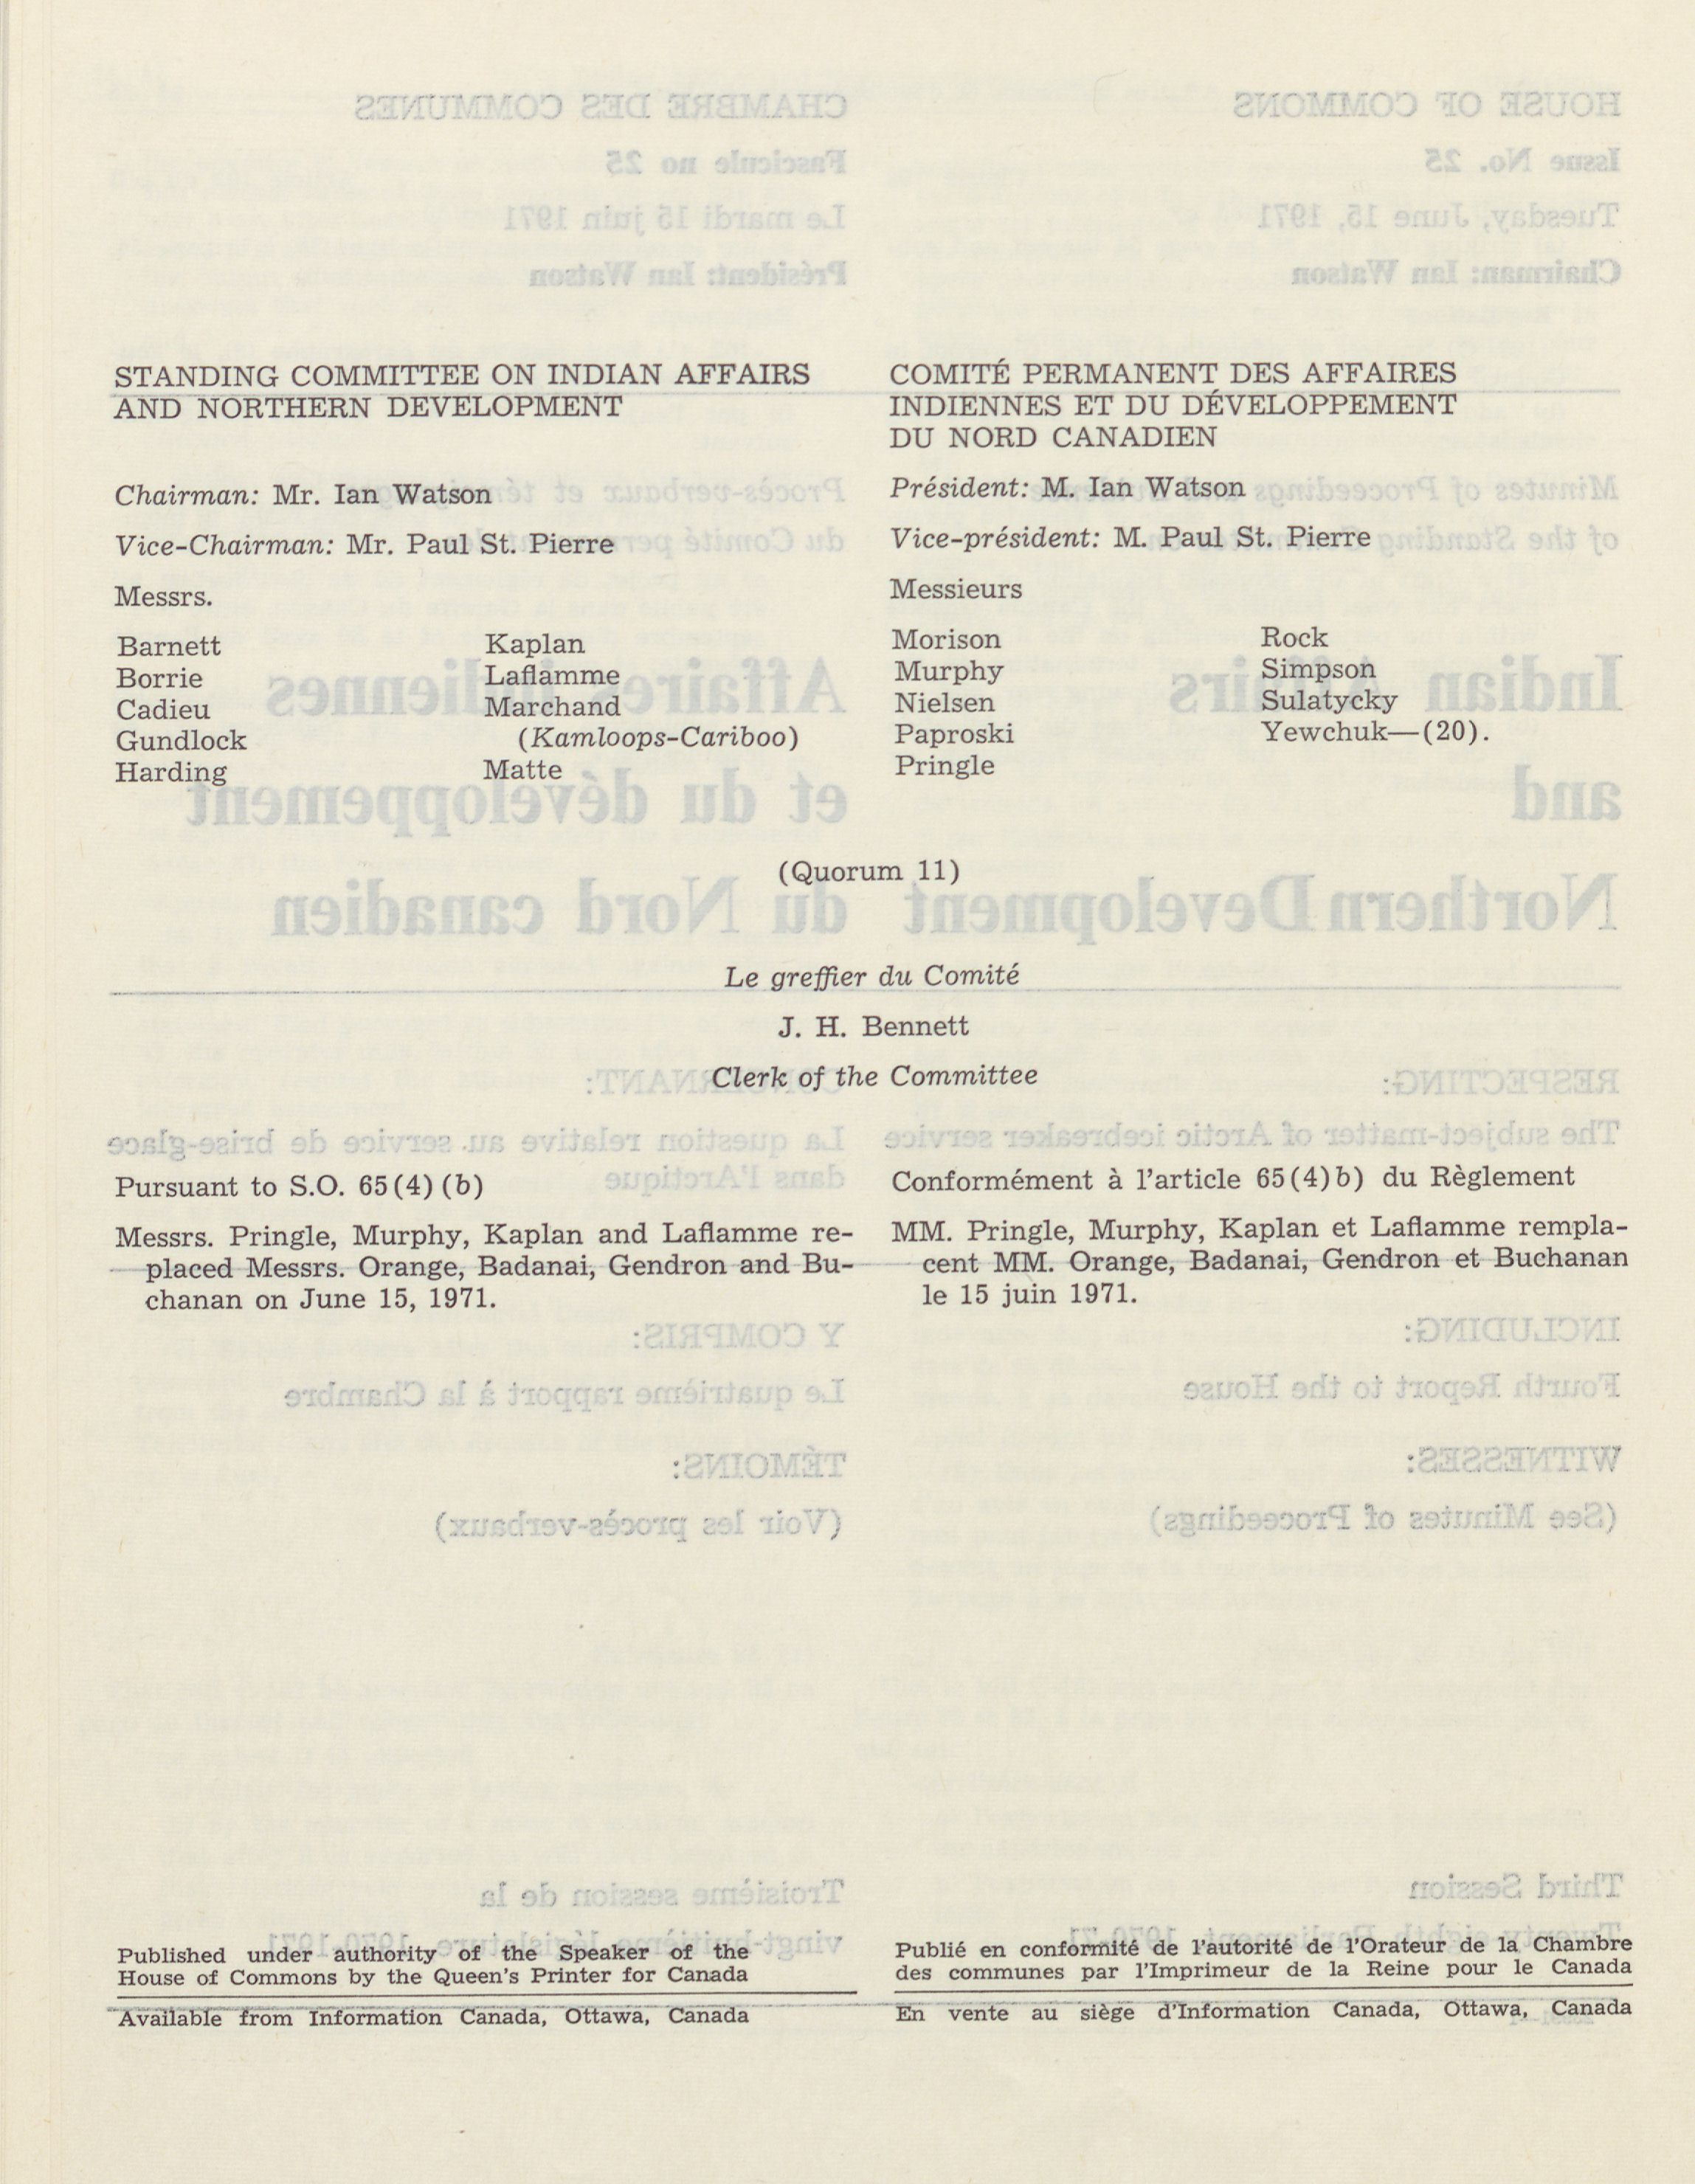 STANDING COMMITTEE ON INDIAN AFFAIRS
AND NORTHERN DEVELOPMENT
Chairman: Mr. Ian Watson
Vice-Chairman: Mr. Paul St. Pierre
Messrs.
Barnett
Borrie
Cadieu
Gundlock
Harding
Kaplan
Laflamme
Marchand
(Kamloops-Cariboo)
Matte
COMITÉ PERMANENT DES AFFAIRES
INDIENNES ET DU DÉVELOPPEMENT
DU NORD CANADIEN
Président: M. Ian Watson
Vice-président: M. Paul St. Pierre
Messieurs
Morison
Murphy
Nielsen
Paproski
Pringle
Rock
Simpson
Sulatycky
Yewchuk—(20).
(Quorum 11)
Le greffier du Comité
J. H. Bennett
Clerk of the Committee
Pursuant to S.O. 65(4)(b)
Messrs. Pringle, Murphy, Kaplan and Laflamme re-
placed Messrs. Orange, Badanai, Gendron and Bu-
chanan on June 15, 1971.
Conformément à l'article 65(4)b) du Règlement
MM. Pringle, Murphy, Kaplan et Laflamme rempla-
cent MM. Orange, Badanai, Gendron et Buchanan
le 15 juin 1971.
Published under authority of the Speaker of the
House of Commons by the Queen's Printer for Canada
Available from Information Canada, Ottawa, Canada
Publié en conformité de l'autorité de l'Orateur de la Chambre
des communes par l'Imprimeur de la Reine pour le Canada
En vente au siège d'Information Canada, Ottawa, Canada